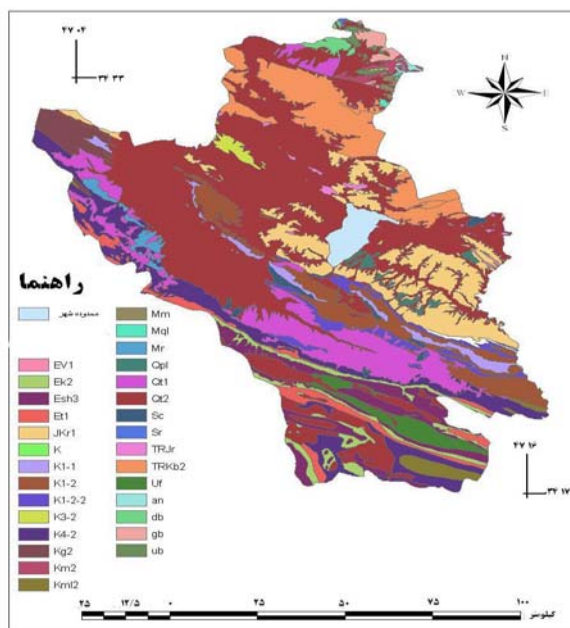 ۴۷ ۰۴
۳۴ ۳۳
N
W E
S
راهنما
محدوده شهر
EV1
Ek2
Esh3
Et1
JKr1
K
K1-1
K1-2
K1-2-2
K3-2
K4-2
Kg2
Km2
Kml2
Mm
Mql
Mr
Qpl
Qt1
Qt2
Sc
Sr
TRJr
TRKb2
Uf
an
db
gb
ub
۴۷ ۱۶
۳۴ ۱۷
۲۵ ۱۲/۵ ۰ ۲۵ ۵۰ ۷۵ ۱۰۰
کیلومتر